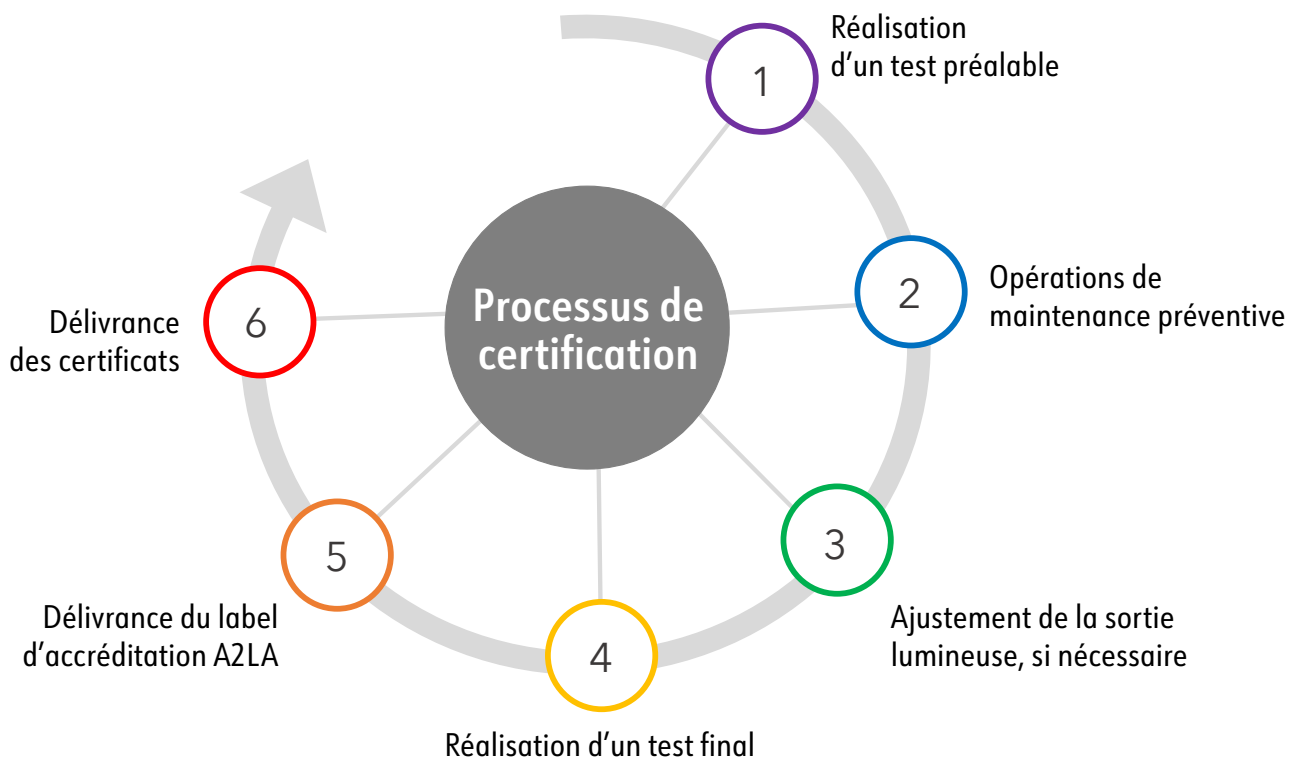 Processus de
certification
1
Réalisation
d’un test préalable
2
Opérations de
maintenance préventive
3
Ajustement de la sortie
lumineuse, si nécessaire
4
Réalisation d’un test final
5
Délivrance du label
d’accréditation A2LA
6
Délivrance
des certificats